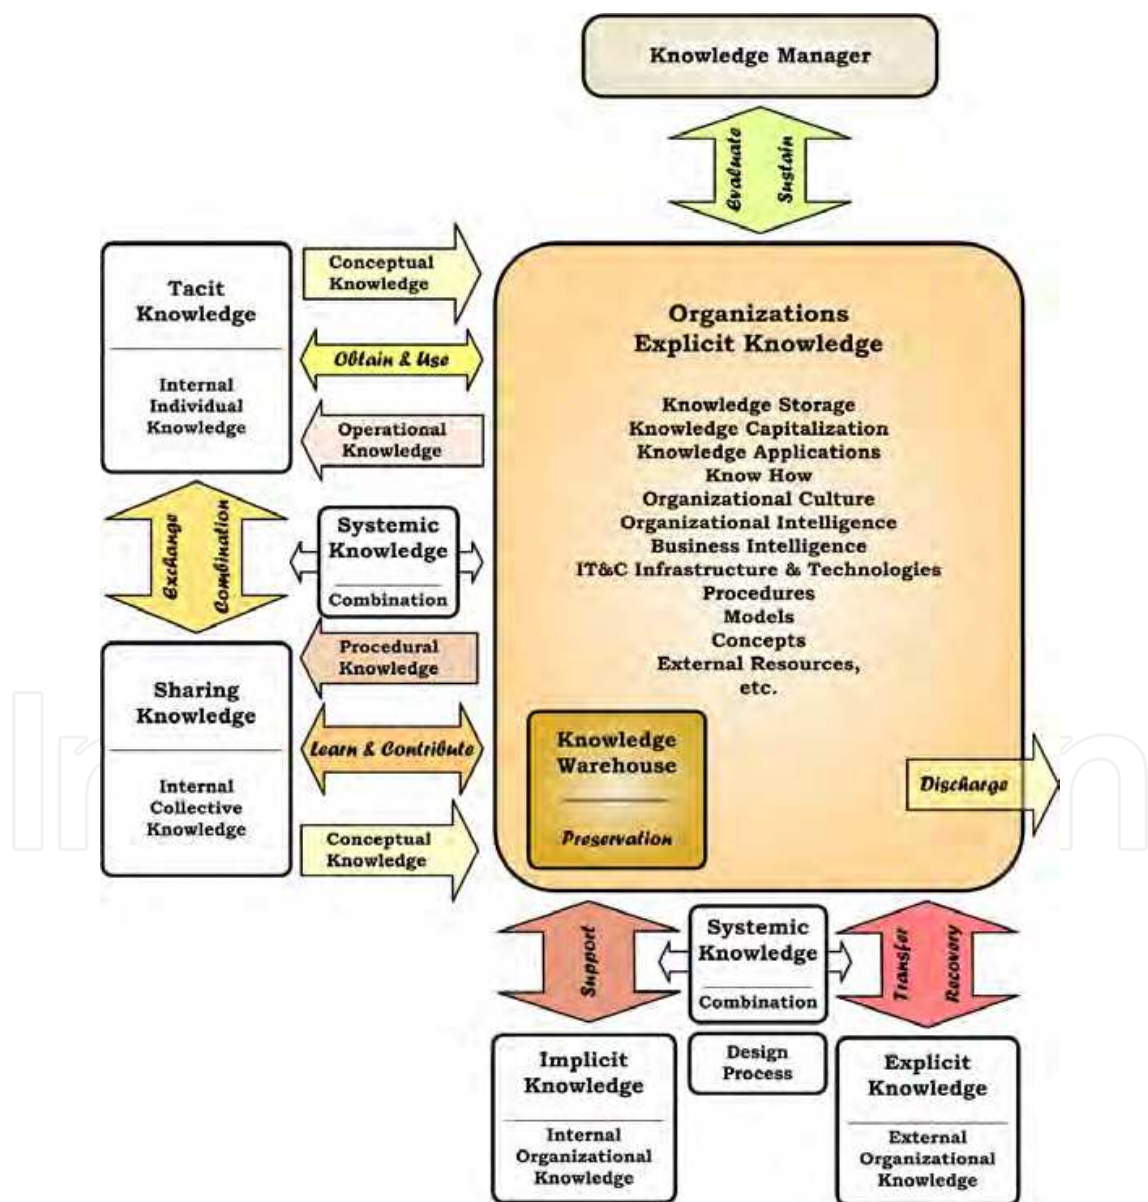 Knowledge Manager
Evaluate
Sustain
Tacit
Knowledge
Internal
Individual
Knowledge
Conceptual
Knowledge
Obtain & Use
Operational
Knowledge
Organizations
Explicit Knowledge
Knowledge Storage
Knowledge Capitalization
Knowledge Applications
Know How
Organizational Culture
Organizational Intelligence
Business Intelligence
IT&C Infrastructure & Technologies
Procedures
Models
Concepts
External Resources,
etc.
Exchange
Combination
Systemic
Knowledge
Combination
Procedural
Knowledge
Sharing
Knowledge
Internal
Collective
Knowledge
Learn & Contribute
Conceptual
Knowledge
Knowledge
Warehouse
Preservation
Discharge
Support
Systemic
Knowledge
Combination
Transfer
Recovery
Implicit
Knowledge
Internal
Organizational
Knowledge
Design
Process
Explicit
Knowledge
External
Organizational
Knowledge